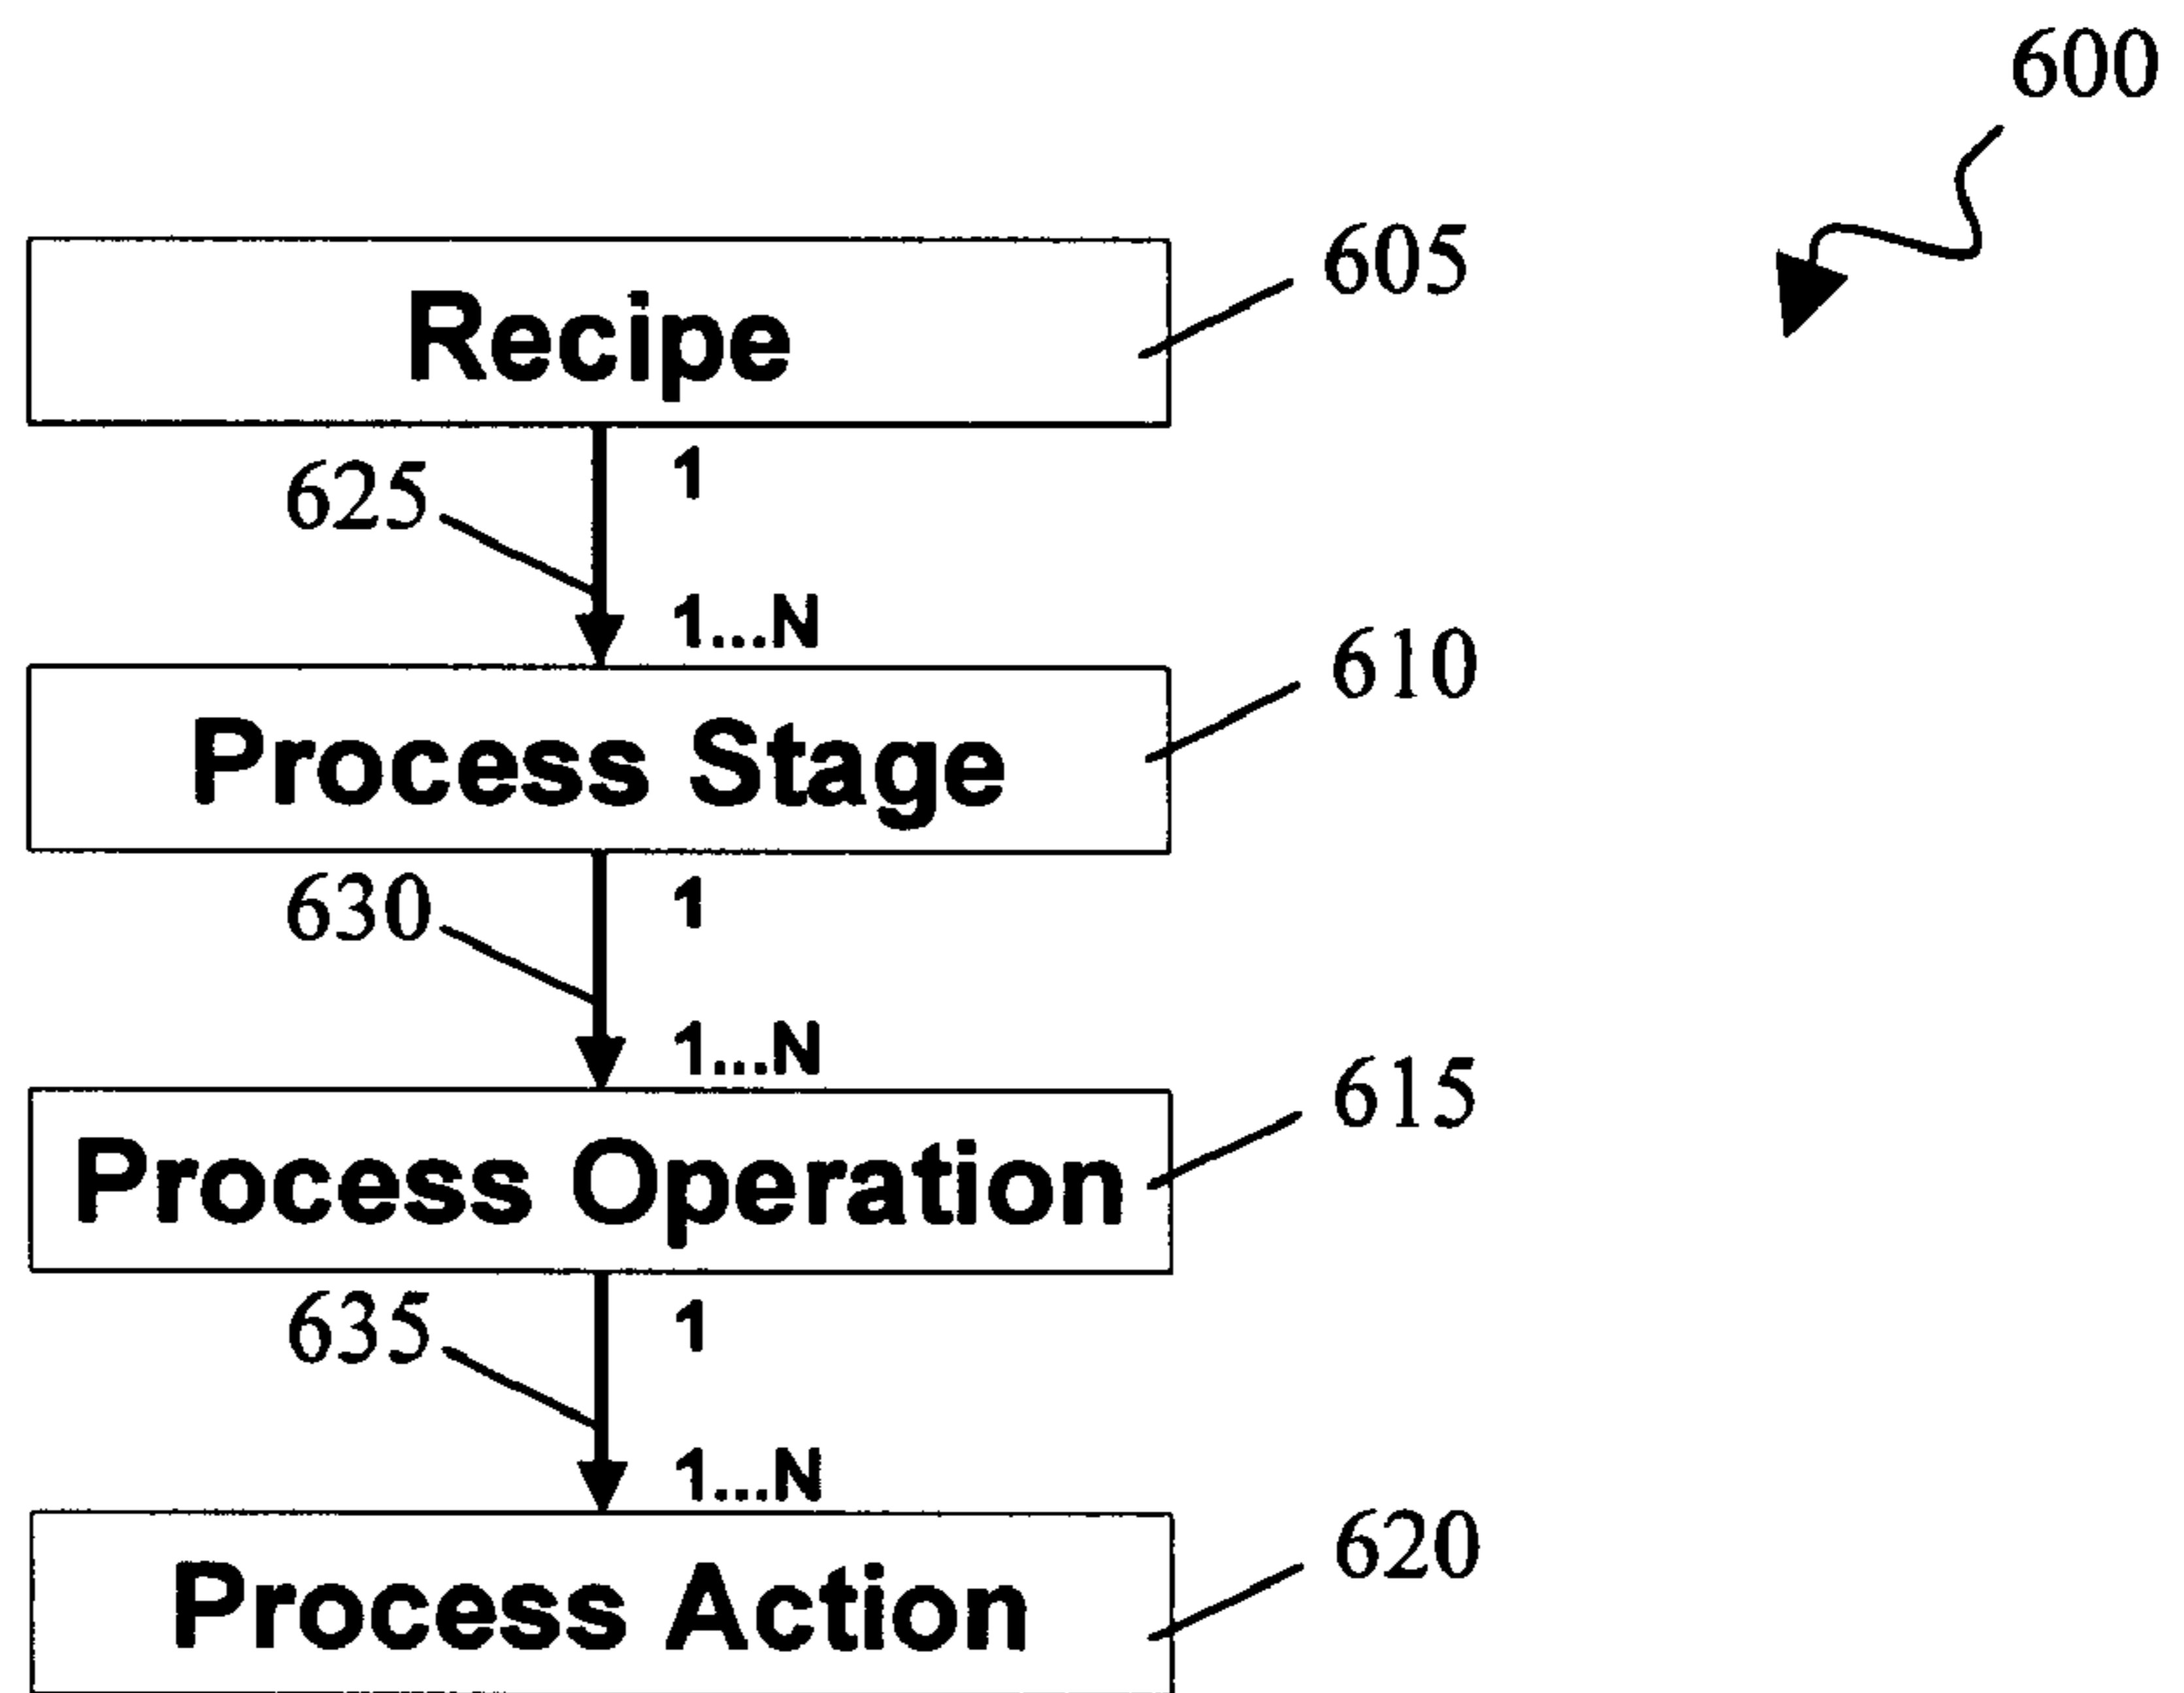 600
605
Recipe
625
1
1...N
610
Process Stage
630
1
1...N
615
Process Operation
635
1
1...N
620
Process Action